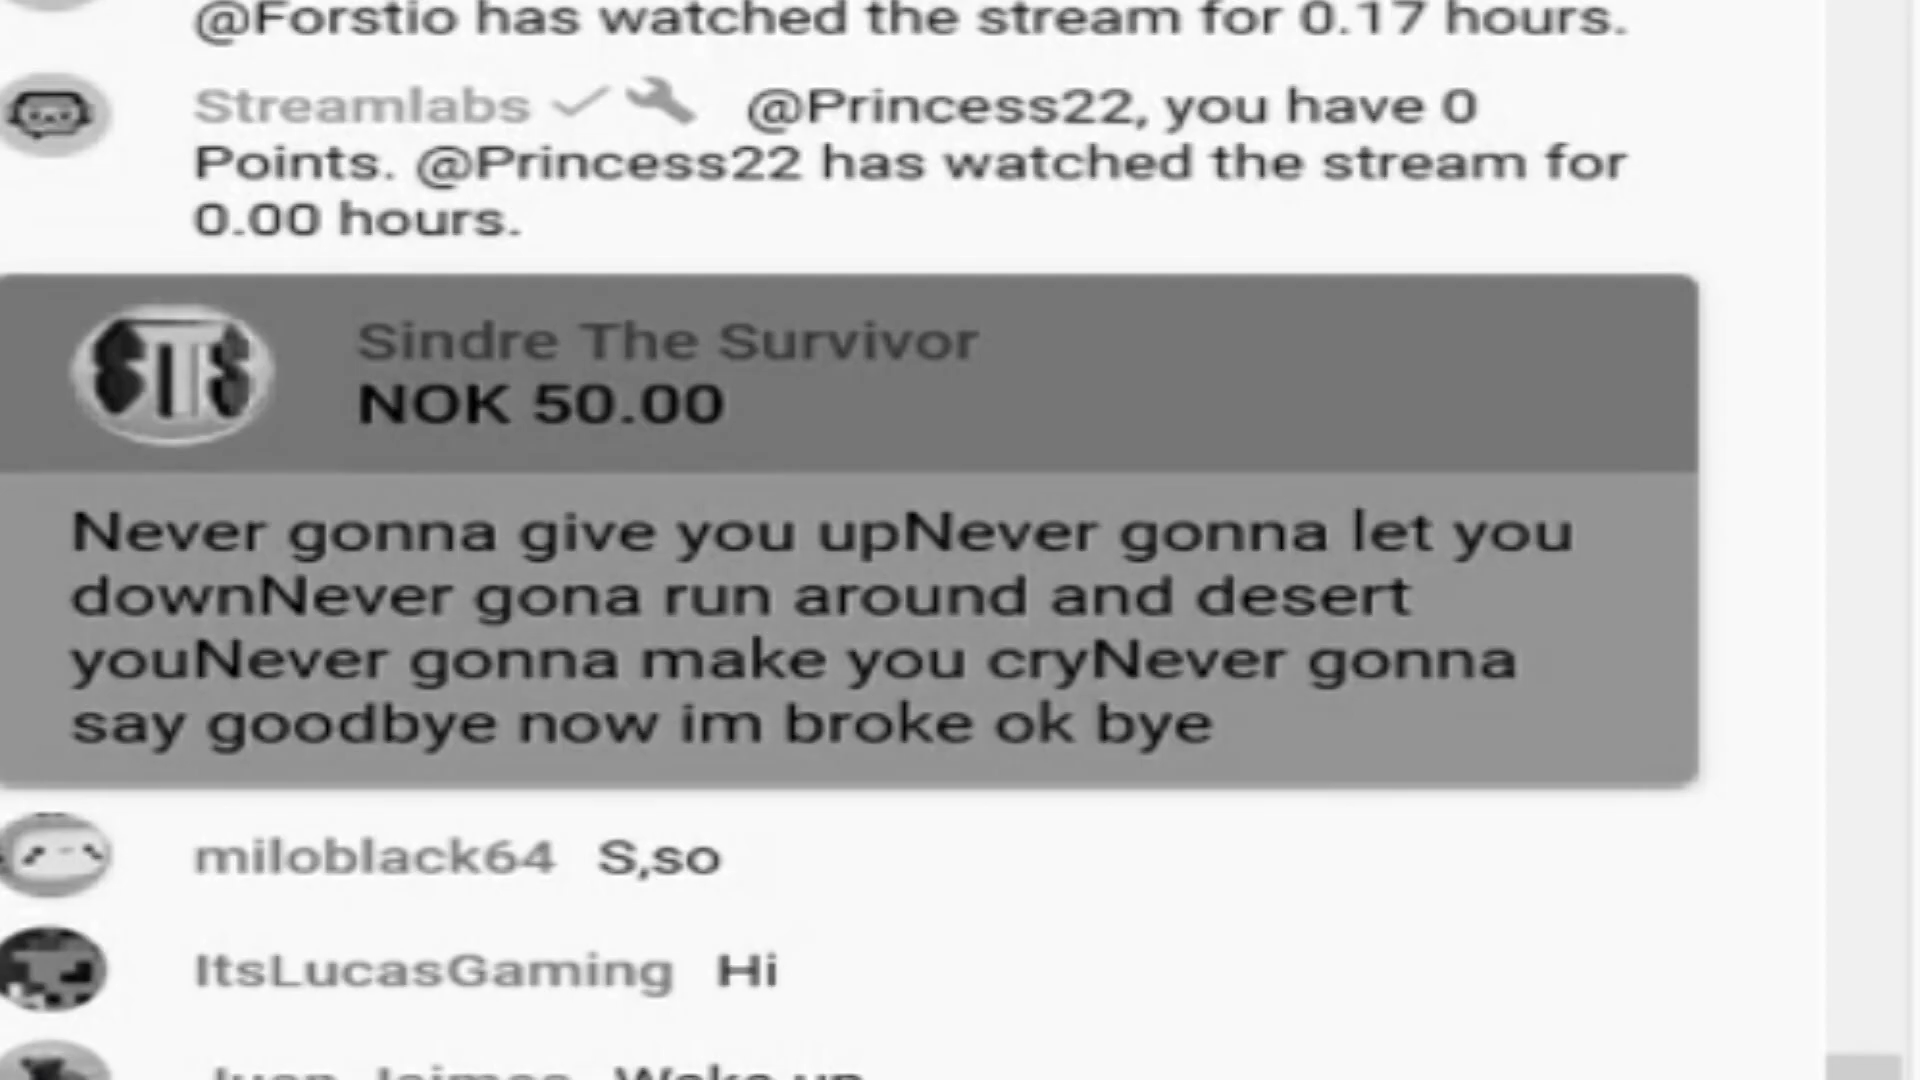 @Forstio has watched the stream for 0.17 hours.
Streamlabs @Princess22, you have 0
Points. @Princess22 has watched the stream for
0.00 hours.
STS
Sindre The Survivor
NOK 50.00
Never gonna give you upNever gonna let you
downNever gona run around and desert
youNever gonna make you cryNever gonna
say goodbye now im broke ok bye
miloblack64 S,so
ItsLucasGaming Hi
Wake up